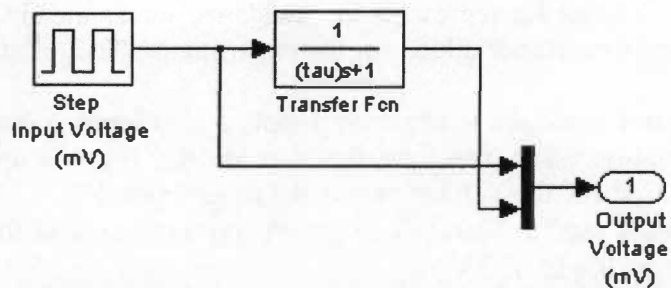 1
(tau)s+1
Transfer Fcn
Step
Input Voltage
(mV)
1
Output
Voltage
(mV)